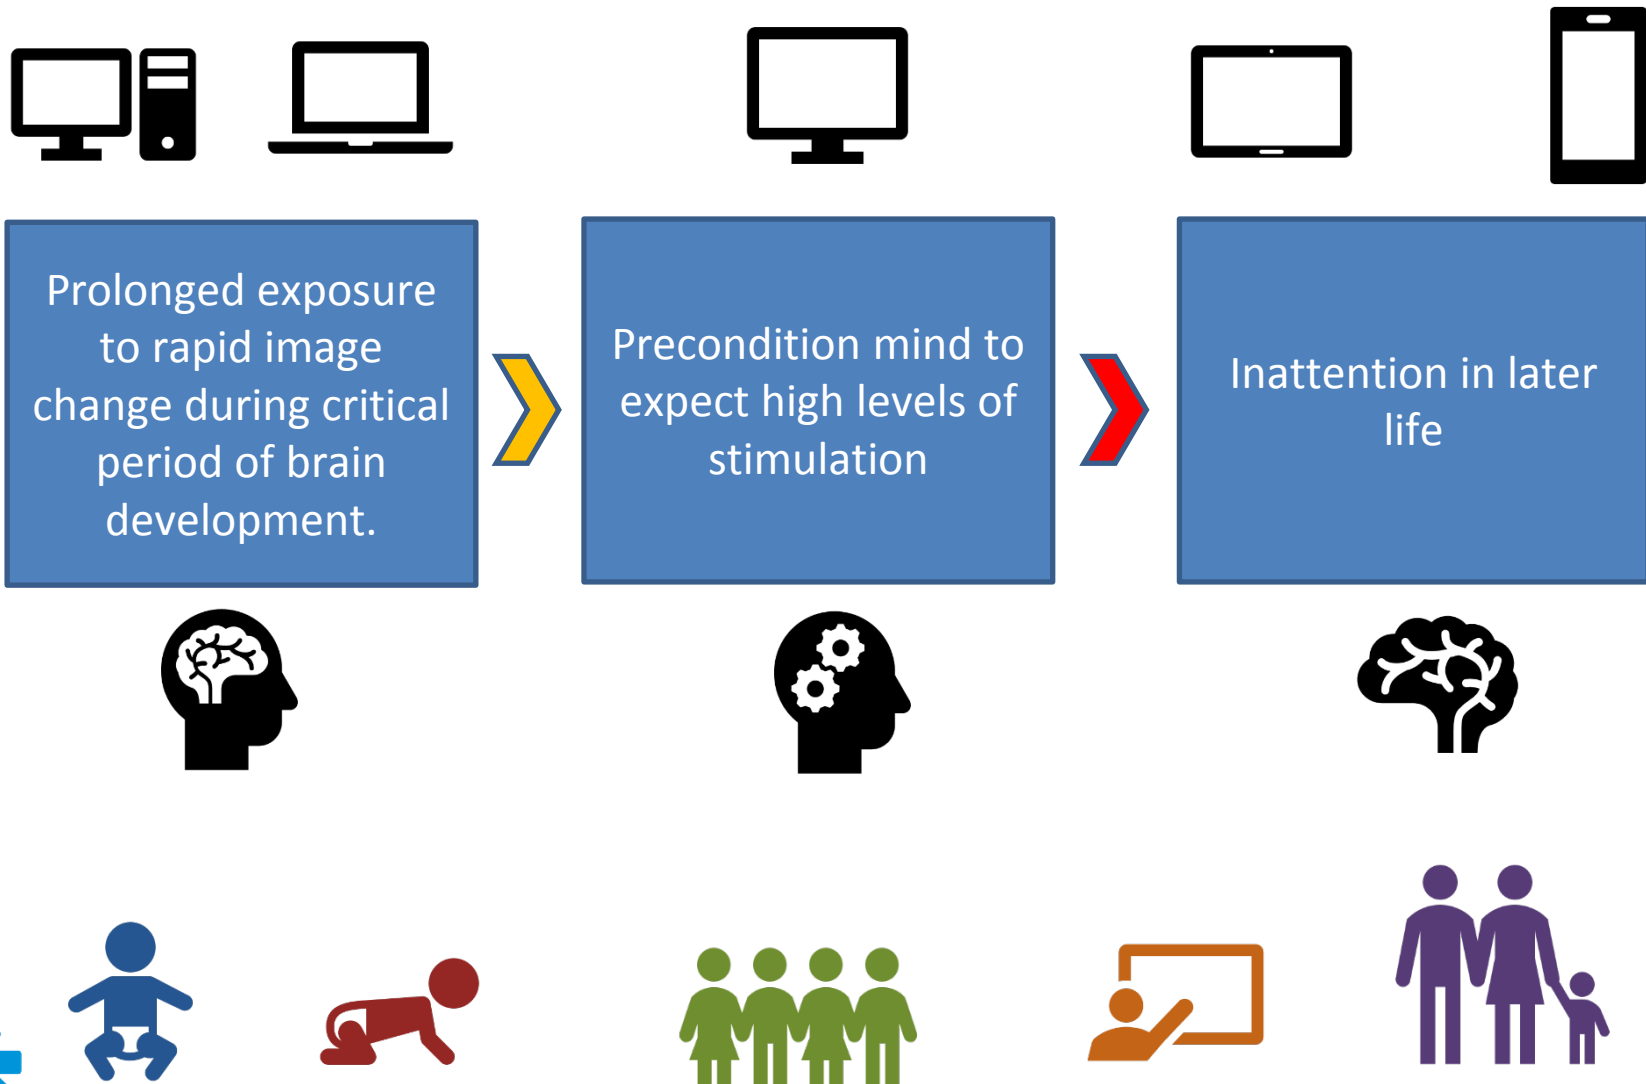 Prolonged exposure
to rapid image
change during critical
period of brain
development.
Precondition mind to
expect high levels of
stimulation
Inattention in later
life